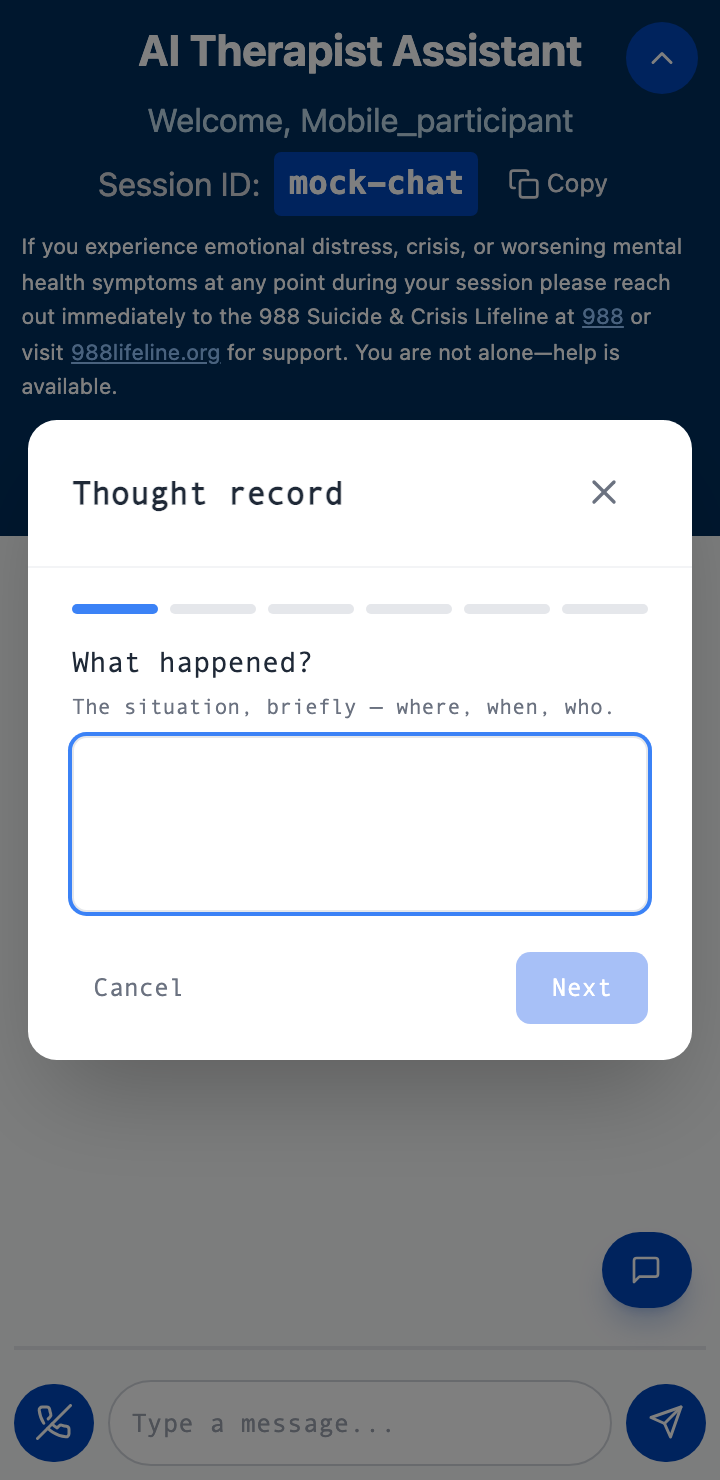 AI Therapist Assistant
Welcome, Mobile_participant
Session ID: mock-chat Copy
If you experience emotional distress, crisis, or worsening mental
health symptoms at any point during your session please reach
out immediately to the 988 Suicide & Crisis Lifeline at 988 or
visit 988lifeline.org for support. You are not alone—help is
available.
Thought record
What happened?
The situation, briefly — where, when, who.
Cancel Next
Type a message...